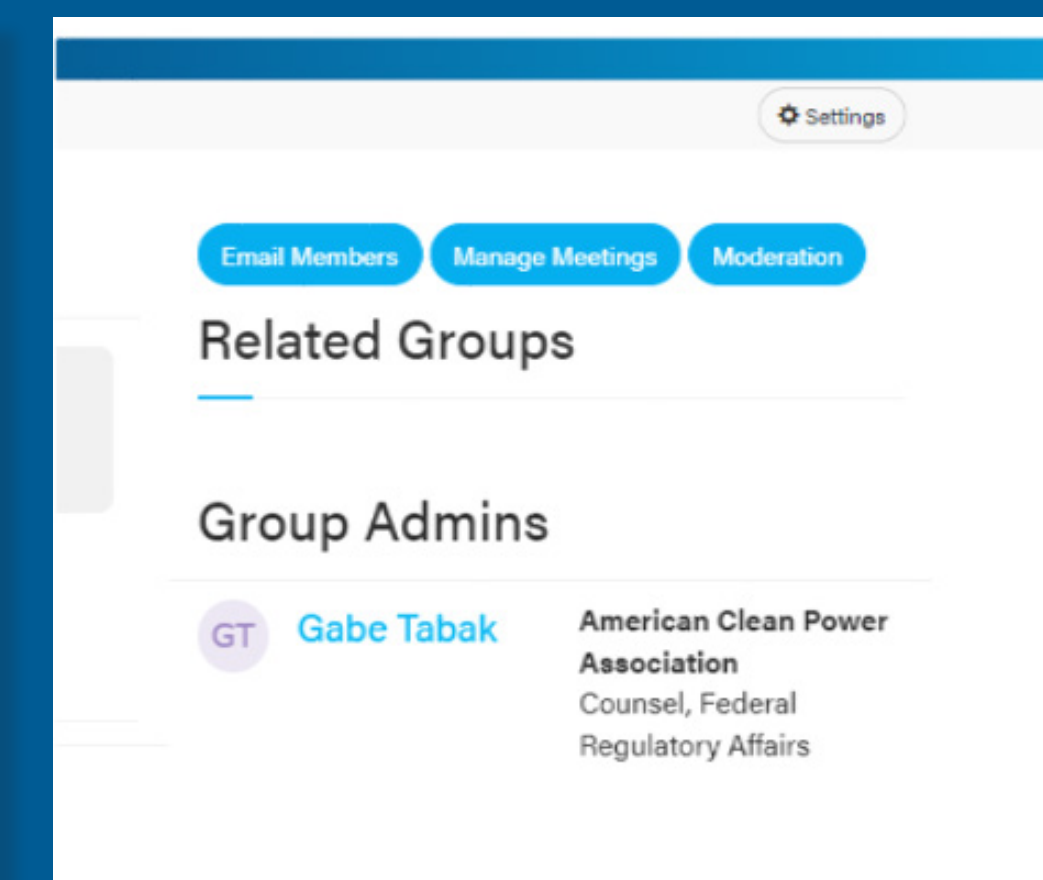 Settings
Email Members Manage Meetings Moderation
Related Groups
Group Admins
GT Gabe Tabak
American Clean Power
Association
Counsel, Federal
Regulatory Affairs